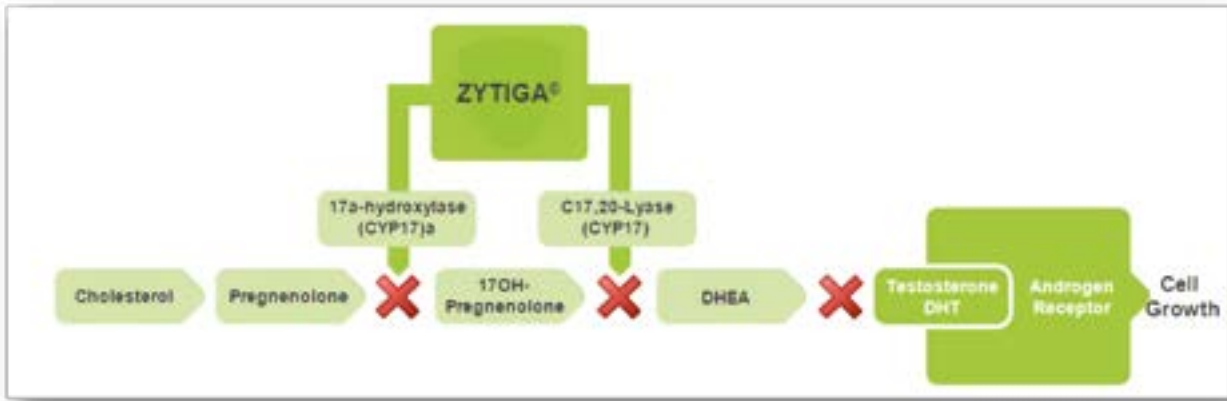 ZYTIGA®
17a-hydroxylase
(CYP17)a
C17,20-Lyase
(CYP17)
Cholesterol
Pregnenolone
17OH-
Pregnenolone
DHEA
Testosterone
DHT
Androgen
Receptor
Cell
Growth